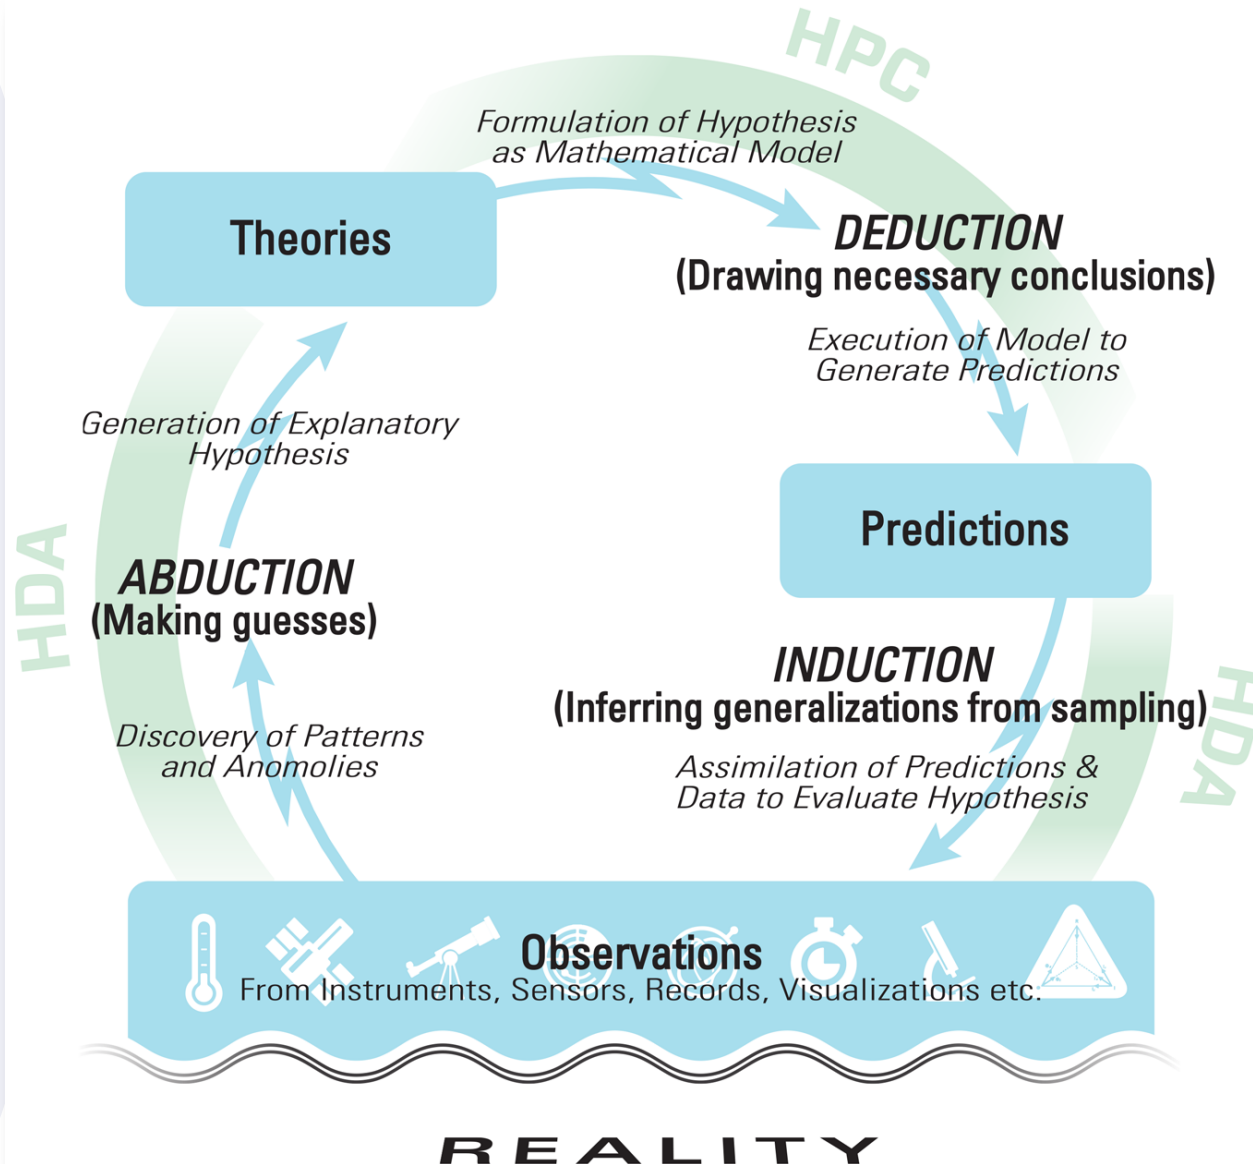 HPC
Formulation of Hypothesis
as Mathematical Model
Theories
DEDUCTION
(Drawing necessary conclusions)
Execution of Model to
Generate Predictions
Generation of Explanatory
Hypothesis
Predictions
HDA
ABDUCTION
(Making guesses)
INDUCTION
(Inferring generalizations from sampling)
HDA
Discovery of Patterns
and Anomolies
Assimilation of Predictions &
Data to Evaluate Hypothesis
Observations
From Instruments, Sensors, Records, Visualizations etc.
REALITY